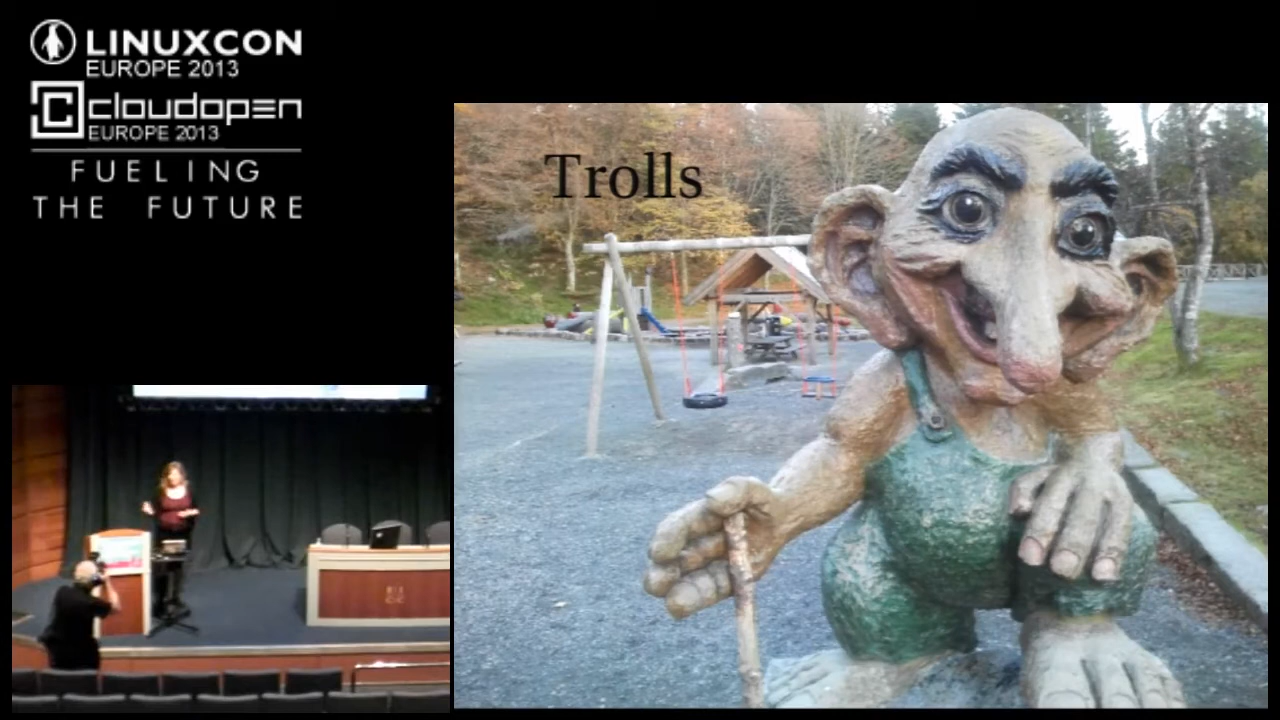 LINUXCON
EUROPE 2013
cloudopen
EUROPE 2013
FUELING
THE FUTURE
Trolls